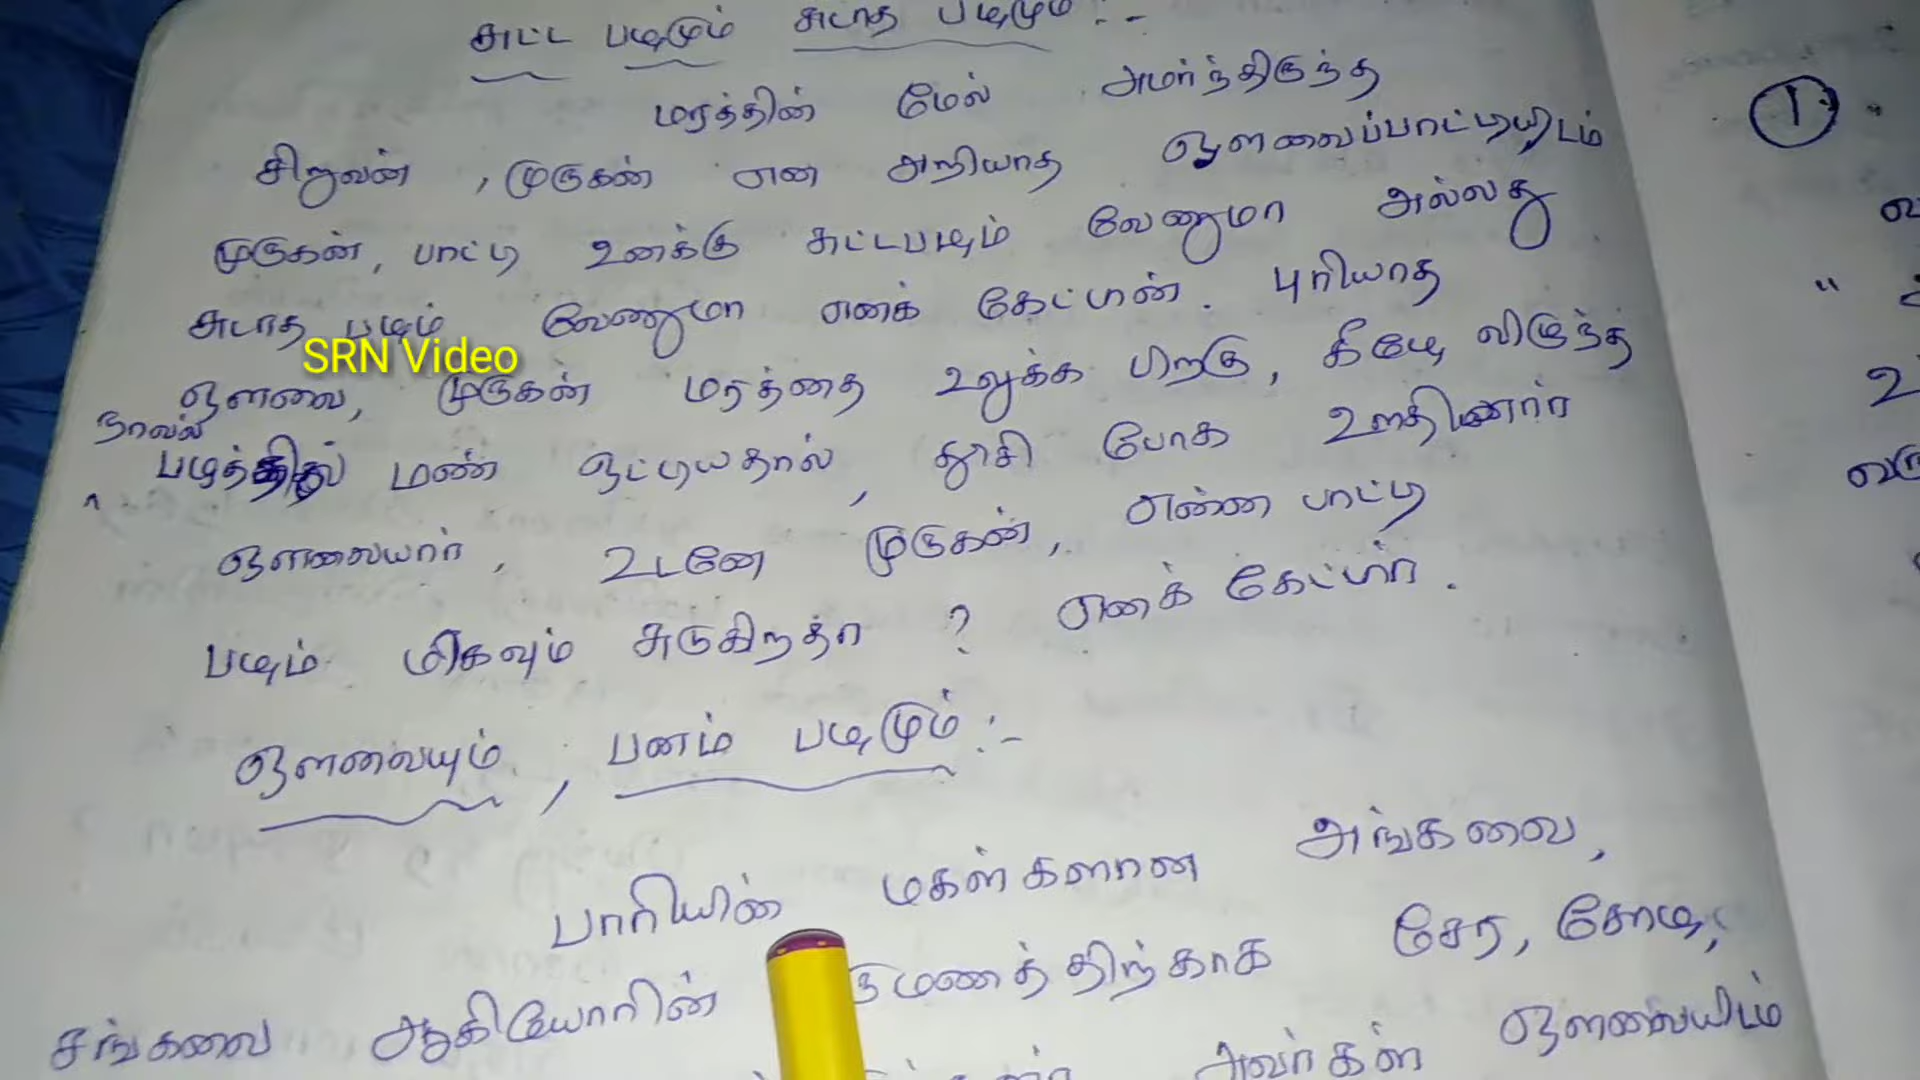 சுட்ட பழமும் சுடாத பழமும் :-
மரத்தின் மேல் அமர்ந்திருந்த
சிறுவன் , முருகன் என அறியாத ஔவைப்பாட்டியிடம்
முருகன், பாட்டி உனக்கு சுட்டபழம் வேணுமா அல்லது
சுடாத பழம் வேணுமா எனக் கேட்டான். புரியாத
SRN Video
ஔவை, முருகன் மரத்தை உலுக்க பிறகு, கீழே விழுந்த
நாவல்
பழத்தில் மண் ஒட்டியதால், தூசி போக ஊதினார்
ஔவையார், உடனே முருகன், என்ன பாட்டி
பழம் மிகவும் சுடுகிறதா ? எனக் கேட்டார்.
ஔவையும், பனம் பழமும் :-
பாரியின் மகள்களான அங்கவை,
சங்கவை ஆகியோரின் ருமணத்திற்காக சேர, சோழ,
அவர்கள் ஔவையிடம்
1